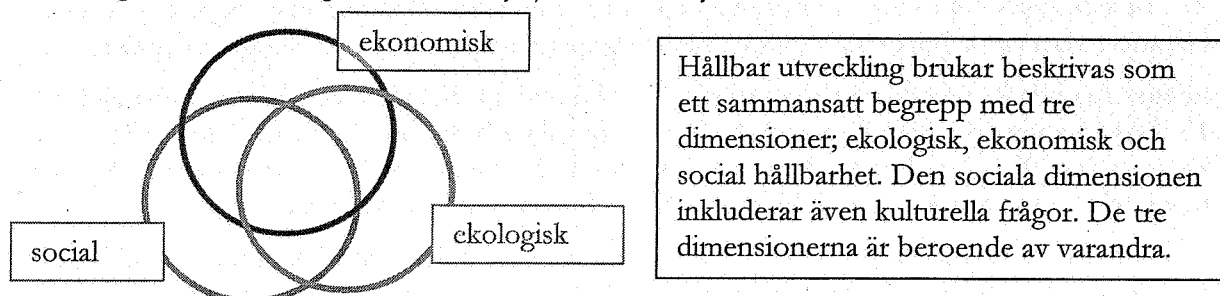 ekonomisk
social
ekologisk
Hållbar utveckling brukar beskrivas som
ett sammansatt begrepp med tre
dimensioner; ekologisk, ekonomisk och
social hållbarhet. Den sociala dimensionen
inkluderar även kulturella frågor. De tre
dimensionerna är beroende av varandra.